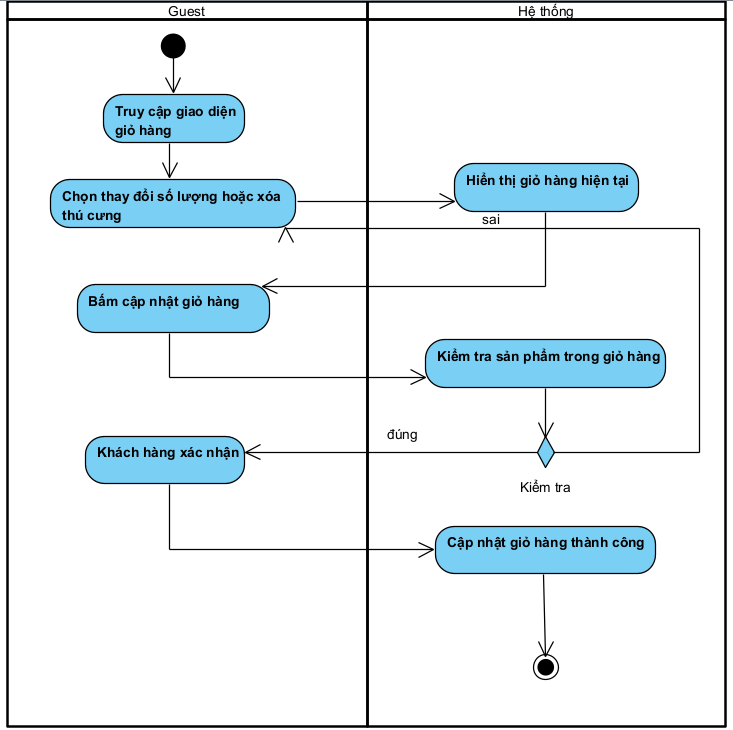 Guest
Hệ thống
Truy cập giao diện
giỏ hàng
Chọn thay đổi số lượng hoặc xóa
thú cưng
Hiển thị giỏ hàng hiện tại
sai
Bấm cập nhật giỏ hàng
Kiểm tra sản phẩm trong giỏ hàng
đúng
Khách hàng xác nhận
Kiểm tra
Cập nhật giỏ hàng thành công